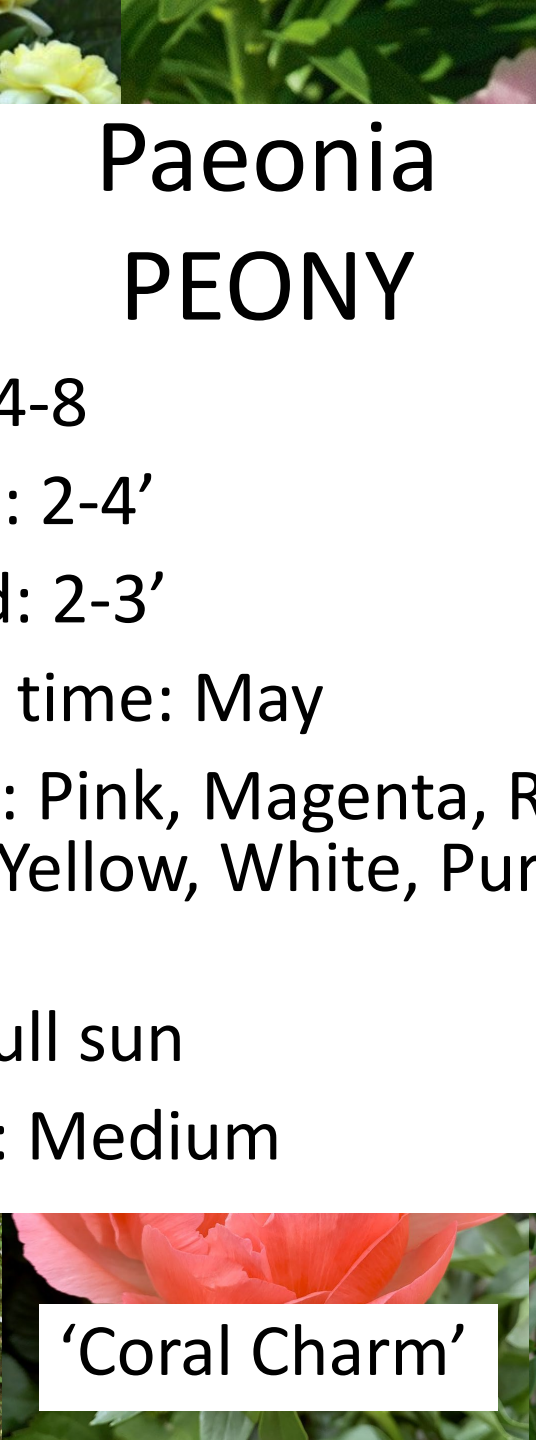 Paeonia
PEONY
4-8
: 2-4’
d: 2-3’
time: May
: Pink, Magenta, R
Yellow, White, Pur
ull sun
: Medium
‘Coral Charm’